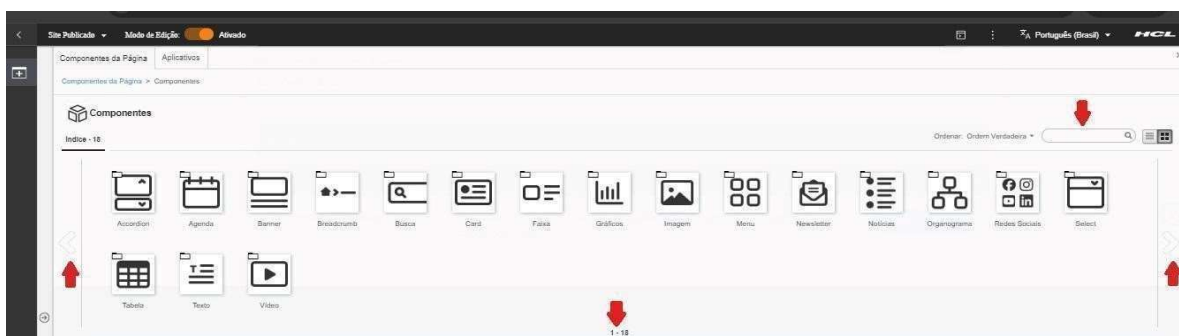 Site Publicado Modo de Edição: Ativado Português (Brasil) HCL
Componentes da Página Aplicativos
Componentes da Página > Componentes
Componentes
Indice - 18
Ordenar: Ordem Verdadeira
Accordion Agenda Banner Breadcrumb Busca Card Faixa Gráficos Imagem Menu Newsletter Notícias Organograma Redes Sociais Select
Tabela Texto Vídeo
1 - 18